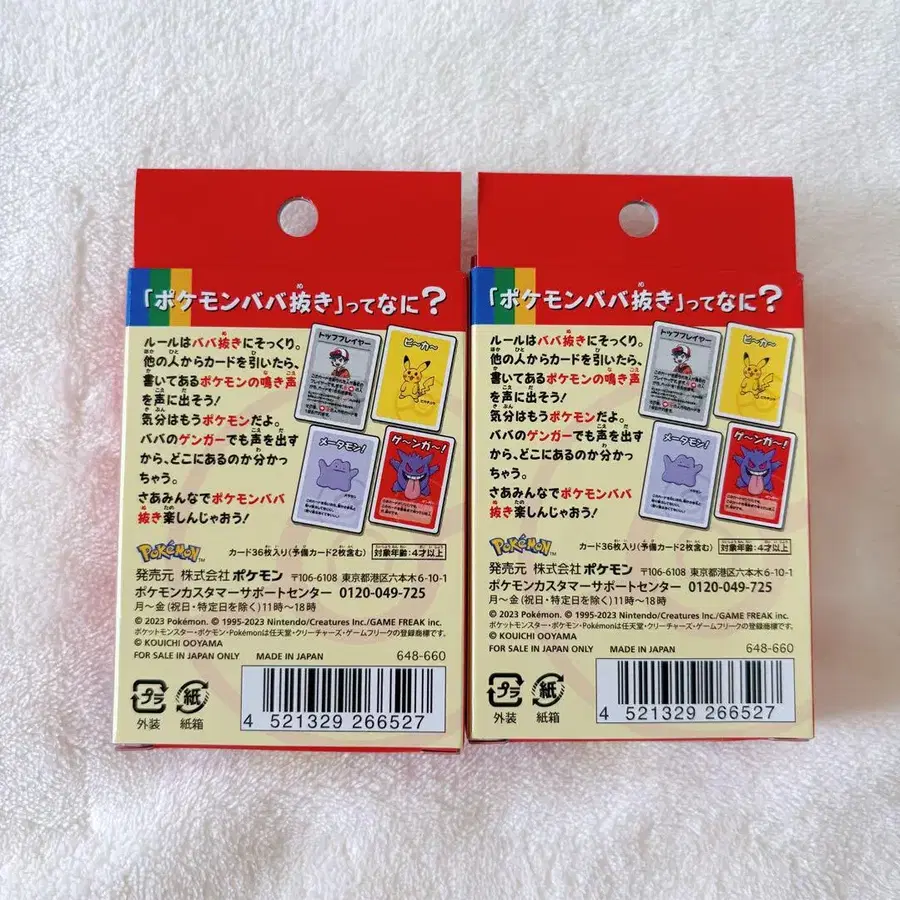 「ポケモンババ抜き」ってなに?
ルールはババ抜きにそっくり。
他の人からカードを引いたら、
書いてあるポケモンの鳴き声
を声に出そう!
気分はもうポケモンだよ。
ババのゲンガーでも声を出す
から、どこにあるのか分かっ
ちゃう。
さあみんなでポケモンババ
抜き楽しんじゃおう!
トッププレイヤー
ピ〜カ〜
メ〜タモン!
ゲ〜ンガ〜!
Pokémon
カード36枚入り(予備カード2枚含む)
対象年齢:4才以上
発売元 株式会社 ポケモン 〒106-6108 東京都港区六本木6-10-1
ポケモンカスタマーサポートセンター 0120-049-725
月〜金(祝日・特定日を除く)11時〜18時
© 2023 Pokémon. © 1995-2023 Nintendo/Creatures Inc./GAME FREAK inc.
ポケットモンスター・ポケモン・Pokémonは任天堂・クリーチャーズ・ゲームフリークの登録商標です。
© KOUICHI OOYAMA
FOR SALE IN JAPAN ONLY
648-660
プラ
外装
紙
紙箱
4 521329 266527
「ポケモンババ抜き」ってなに?
ルールはババ抜きにそっくり。
他の人からカードを引いたら、
書いてあるポケモンの鳴き声
を声に出そう!
気分はもうポケモンだよ。
ババのゲンガーでも声を出す
から、どこにあるのか分かっ
ちゃう。
さあみんなでポケモンババ
抜き楽しんじゃおう!
トッププレイヤー
ピ〜カ〜
メ〜タモン!
ゲ〜ンガ〜!
Pokémon
カード36枚入り(予備カード2枚含む)
対象年齢:4才以上
発売元 株式会社 ポケモン 〒106-6108 東京都港区六本木6-10-1
ポケモンカスタマーサポートセンター 0120-049-725
月〜金(祝日・特定日を除く)11時〜18時
© 2023 Pokémon. © 1995-2023 Nintendo/Creatures Inc./GAME FREAK inc.
ポケットモンスター・ポケモン・Pokémonは任天堂・クリーチャーズ・ゲームフリークの登録商標です。
© KOUICHI OOYAMA
FOR SALE IN JAPAN ONLY
648-660
プラ
外装
紙
紙箱
4 521329 266527